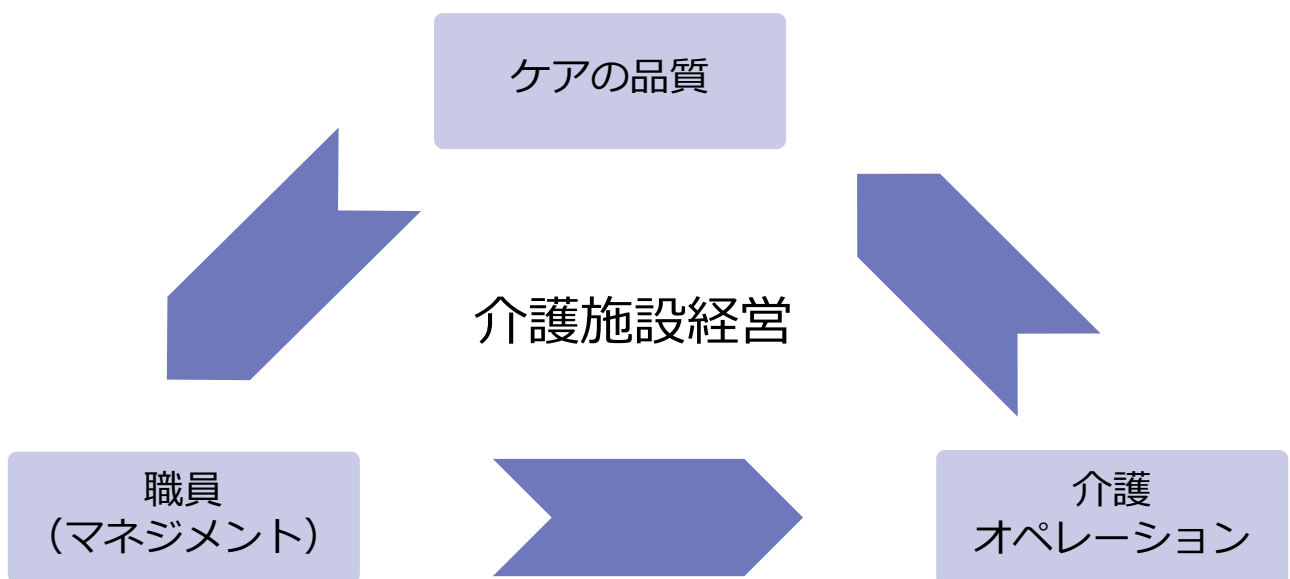 ケアの品質
介護施設経営
職員
（マネジメント）
介護
オペレーション